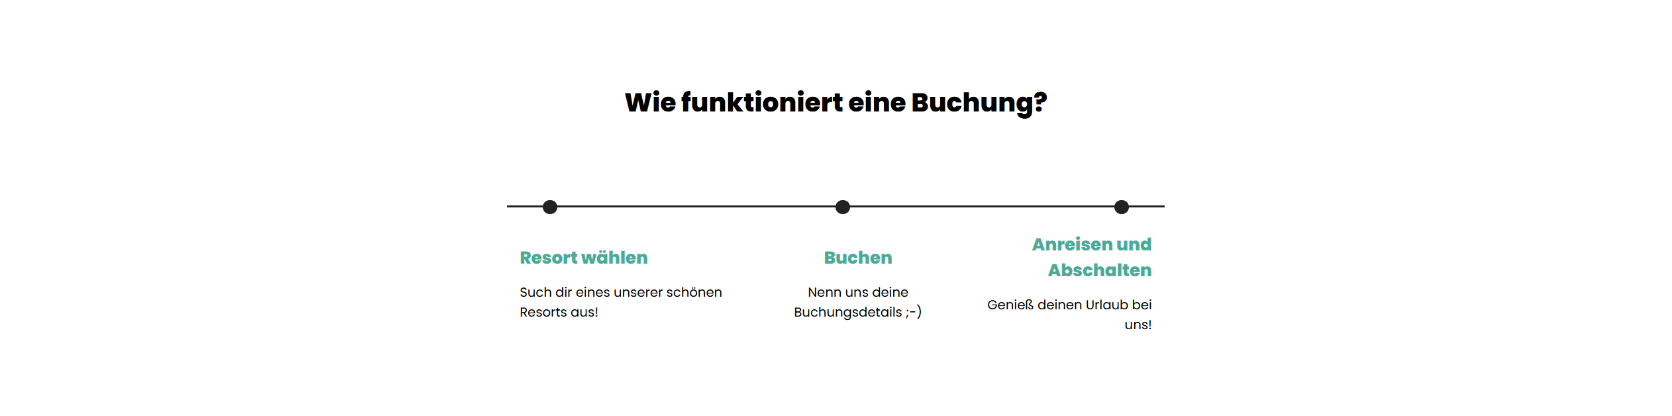 Wie funktioniert eine Buchung?
Resort wählen
Such dir eines unserer schönen
Resorts aus!
Buchen
Nenn uns deine
Buchungsdetails ;-)
Anreisen und
Abschalten
Genieß deinen Urlaub bei
uns!